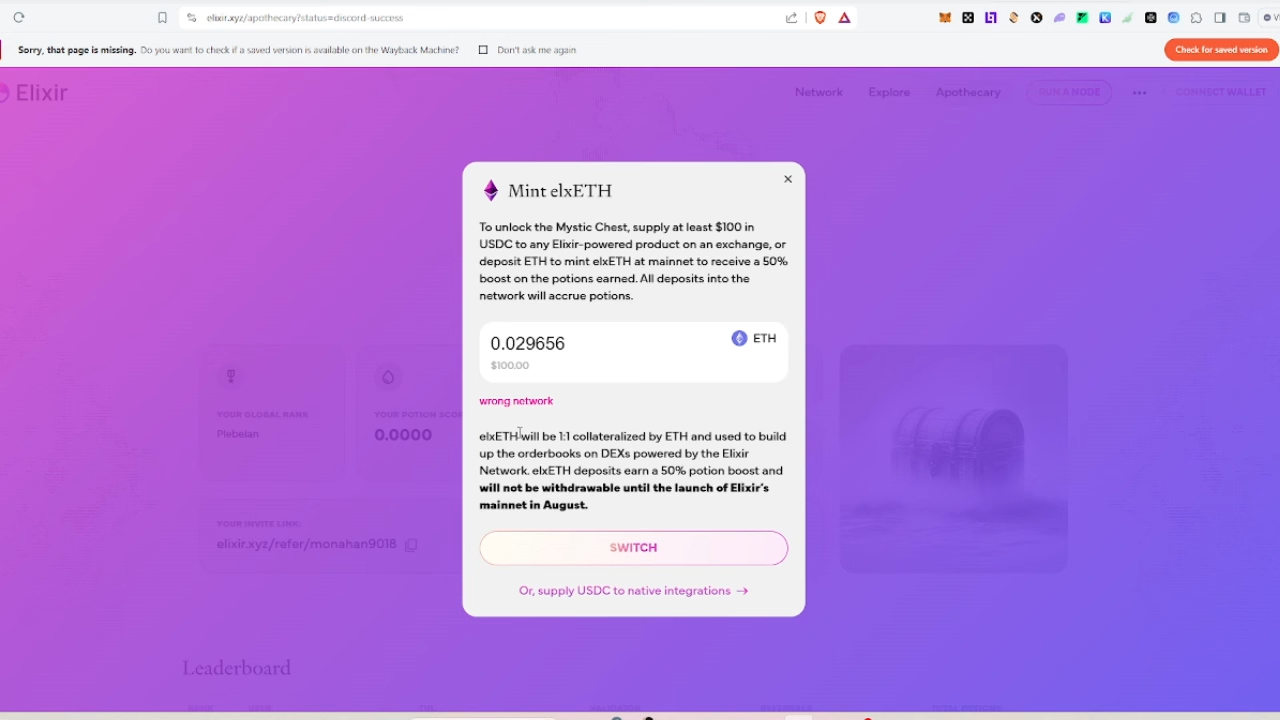 elixir.xyz/apothecary?status=discord-success
Sorry, that page is missing. Do you want to check if a saved version is available on the Wayback Machine? Don't ask me again Check for saved version
Elixir Network Explore Apothecary RUN A NODE CONNECT WALLET
Mint elxETH
To unlock the Mystic Chest, supply at least $100 in
USDC to any Elixir-powered product on an exchange, or
deposit ETH to mint elxETH at mainnet to receive a 50%
boost on the potions earned. All deposits into the
network will accrue potions.
0.029656 ETH
$100.00
wrong network
elxETH will be 1:1 collateralized by ETH and used to build
up the orderbooks on DEXs powered by the Elixir
Network. elxETH deposits earn a 50% potion boost and
will not be withdrawable until the launch of Elixir's
mainnet in August.
SWITCH
Or, supply USDC to native integrations →
YOUR GLOBAL RANK
Plebeian
YOUR POTION SCO
0.0000
YOUR INVITE LINK:
elixir.xyz/refer/monahan9018
Leaderboard